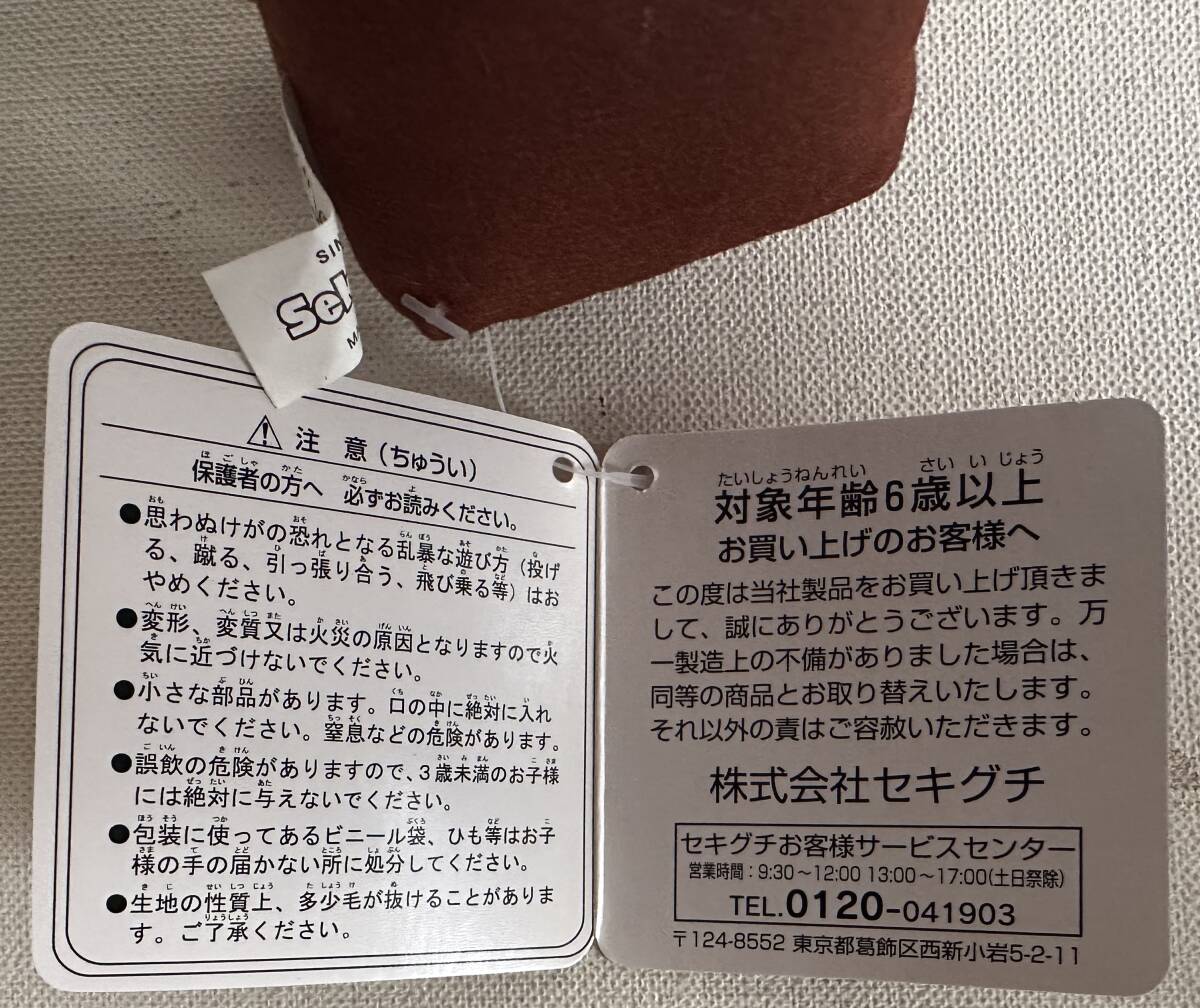 SIN
Sek
M
注 意(ちゅうい)
保護者の方へ 必ずお読みください。
●思わぬけがの恐れとなる乱暴な遊び方(投げ
る、蹴る、引っ張り合う、飛び乗る等)はお
やめください。
●変形、変質又は火災の原因となりますので火
気に近づけないでください。
●小さな部品があります。口の中に絶対に入れ
ないでください。窒息などの危険があります。
●誤飲の危険がありますので、3歳未満のお子様
には絶対に与えないでください。
●包装に使ってあるビニール袋、ひも等はお子
様の手の届かない所に処分してください。
●生地の性質上、多少毛が抜けることがありま
す。ご了承ください。
たいしょうねんれい さい い じょう
対象年齢6歳以上
お買い上げのお客様へ
この度は当社製品をお買い上げ頂きま
して、誠にありがとうございます。万
一製造上の不備がありました場合は、
同等の商品とお取り替えいたします。
それ以外の責はご容赦いただきます。
株式会社セキグチ
セキグチお客様サービスセンター
営業時間:9:30~12:00 13:00~17:00(土日祭除)
TEL.0120-041903
〒124-8552 東京都葛飾区西新小岩5-2-11